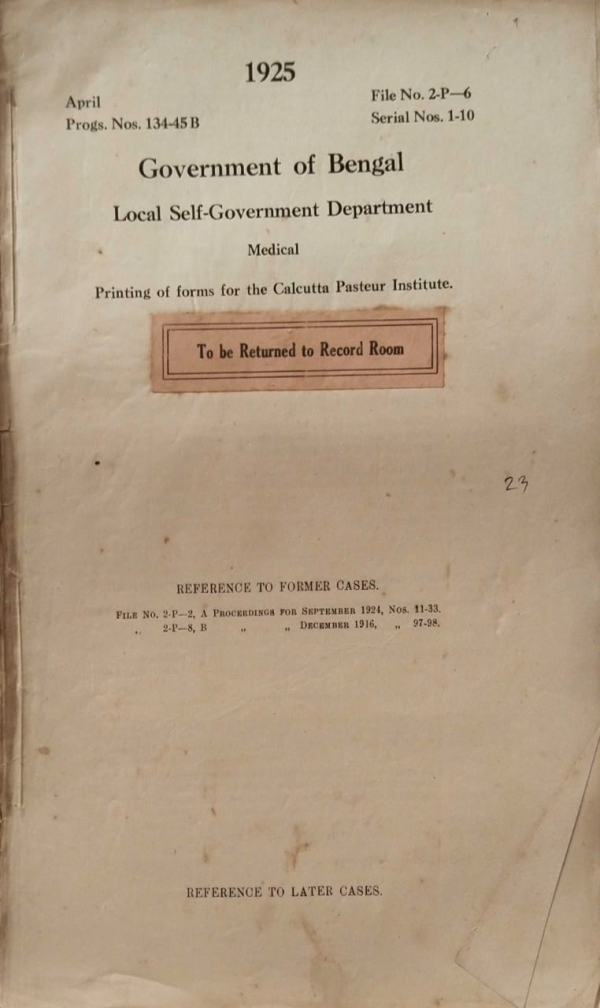 1925
April
File No. 2-P—6
Progs. Nos. 134-45 B
Serial Nos. 1-10
Government of Bengal
Local Self-Government Department
Medical
Printing of forms for the Calcutta Pasteur Institute.
To be Returned to Record Room
23
REFERENCE TO FORMER CASES.
FILE No. 2-P—2, A PROCEEDINGS FOR SEPTEMBER 1924, Nos. 11-33.
„ 2-P—8, B „ „ DECEMBER 1916, „ 97-98.
REFERENCE TO LATER CASES.